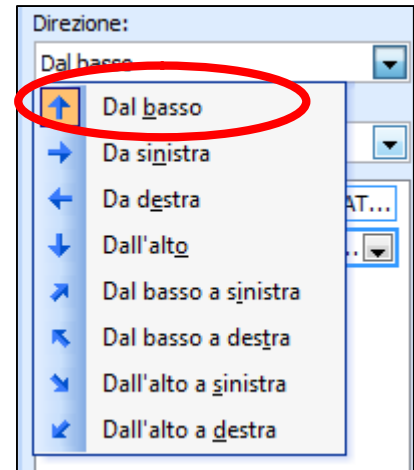 Direzione:
Dal basso
Dal basso
Da sinistra
Da destra
AT...
Dall'alto
Dal basso a sinistra
Dal basso a destra
Dall'alto a sinistra
Dall'alto a destra